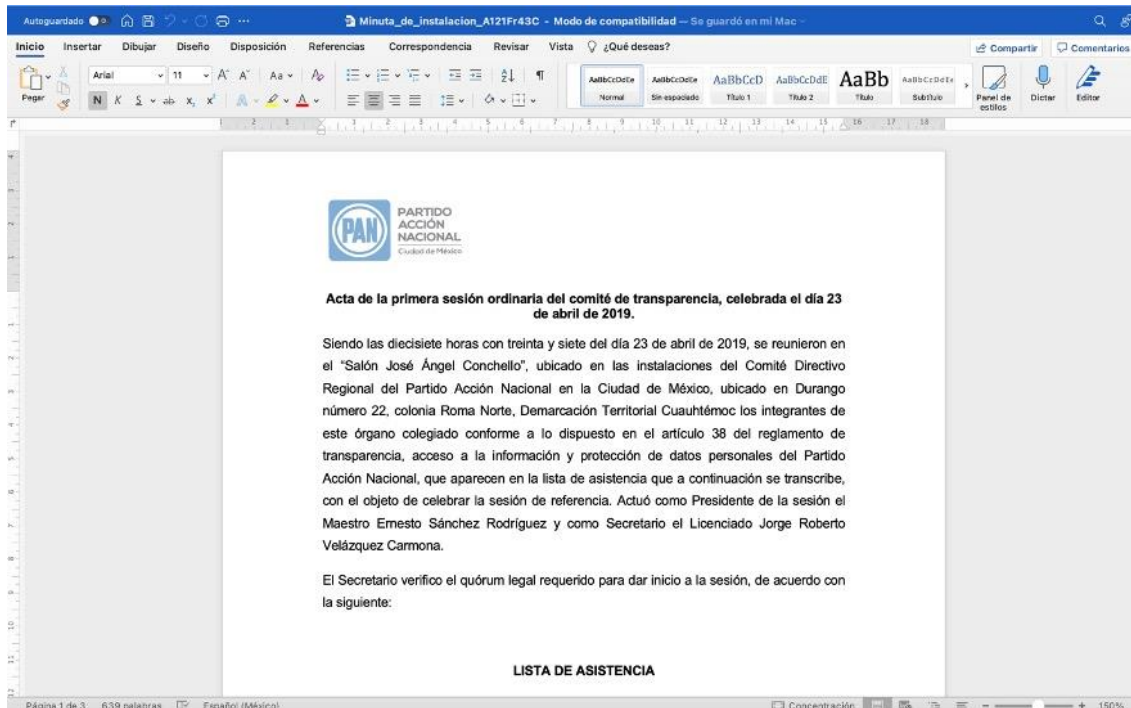 Autoguardado
Minuta_de_instalacion_A121Fr43C - Modo de compatibilidad — Se guardó en mi Mac
Inicio Insertar Dibujar Diseño Disposición Referencias Correspondencia Revisar Vista ¿Qué deseas? Compartir Comentarios
Pegar
Arial 11
AaBbCcDdEe AaBbCcDdEe AaBbCcD AaBbCcDdE AaBb AaBbCcDdEe
Normal Sin espaciado Título 1 Título 2 Título Subtítulo
Panel de estilos Dictar Editor
PAN
PARTIDO
ACCIÓN
NACIONAL
Ciudad de México
Acta de la primera sesión ordinaria del comité de transparencia, celebrada el día 23
de abril de 2019.
Siendo las diecisiete horas con treinta y siete del día 23 de abril de 2019, se reunieron en
el “Salón José Ángel Conchello”, ubicado en las instalaciones del Comité Directivo
Regional del Partido Acción Nacional en la Ciudad de México, ubicado en Durango
número 22, colonia Roma Norte, Demarcación Territorial Cuauhtémoc los integrantes de
este órgano colegiado conforme a lo dispuesto en el artículo 38 del reglamento de
transparencia, acceso a la información y protección de datos personales del Partido
Acción Nacional, que aparecen en la lista de asistencia que a continuación se transcribe,
con el objeto de celebrar la sesión de referencia. Actuó como Presidente de la sesión el
Maestro Ernesto Sánchez Rodríguez y como Secretario el Licenciado Jorge Roberto
Velázquez Carmona.
El Secretario verifico el quórum legal requerido para dar inicio a la sesión, de acuerdo con
la siguiente:
LISTA DE ASISTENCIA
Página 1 de 3 639 palabras Español (México) Concentración 150%